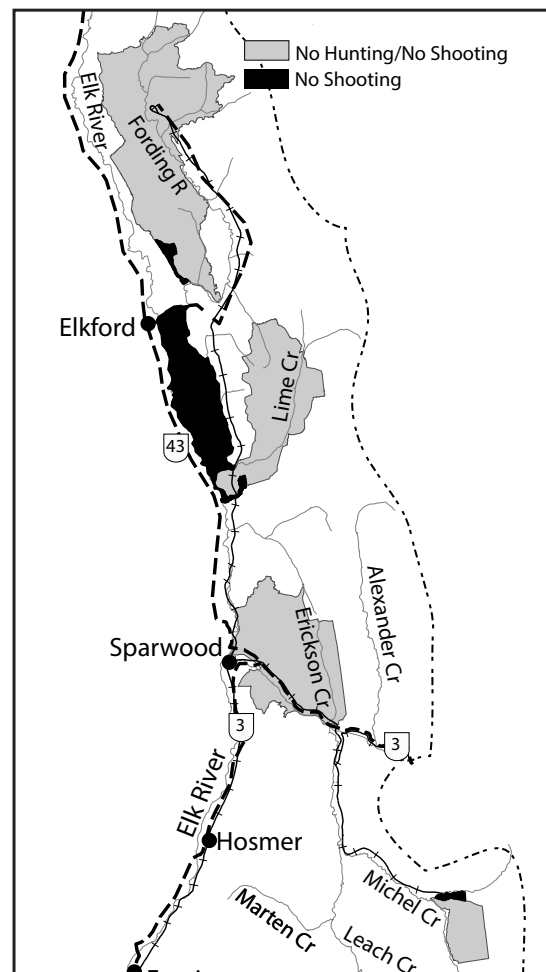 No Hunting/No Shooting
No Shooting
Elk River
Fording R
Elkford
Lime Cr
43
Alexander Cr
Erickson Cr
Sparwood
3
3
Elk River
Hosmer
Michel Cr
Marten Cr
Leach Cr